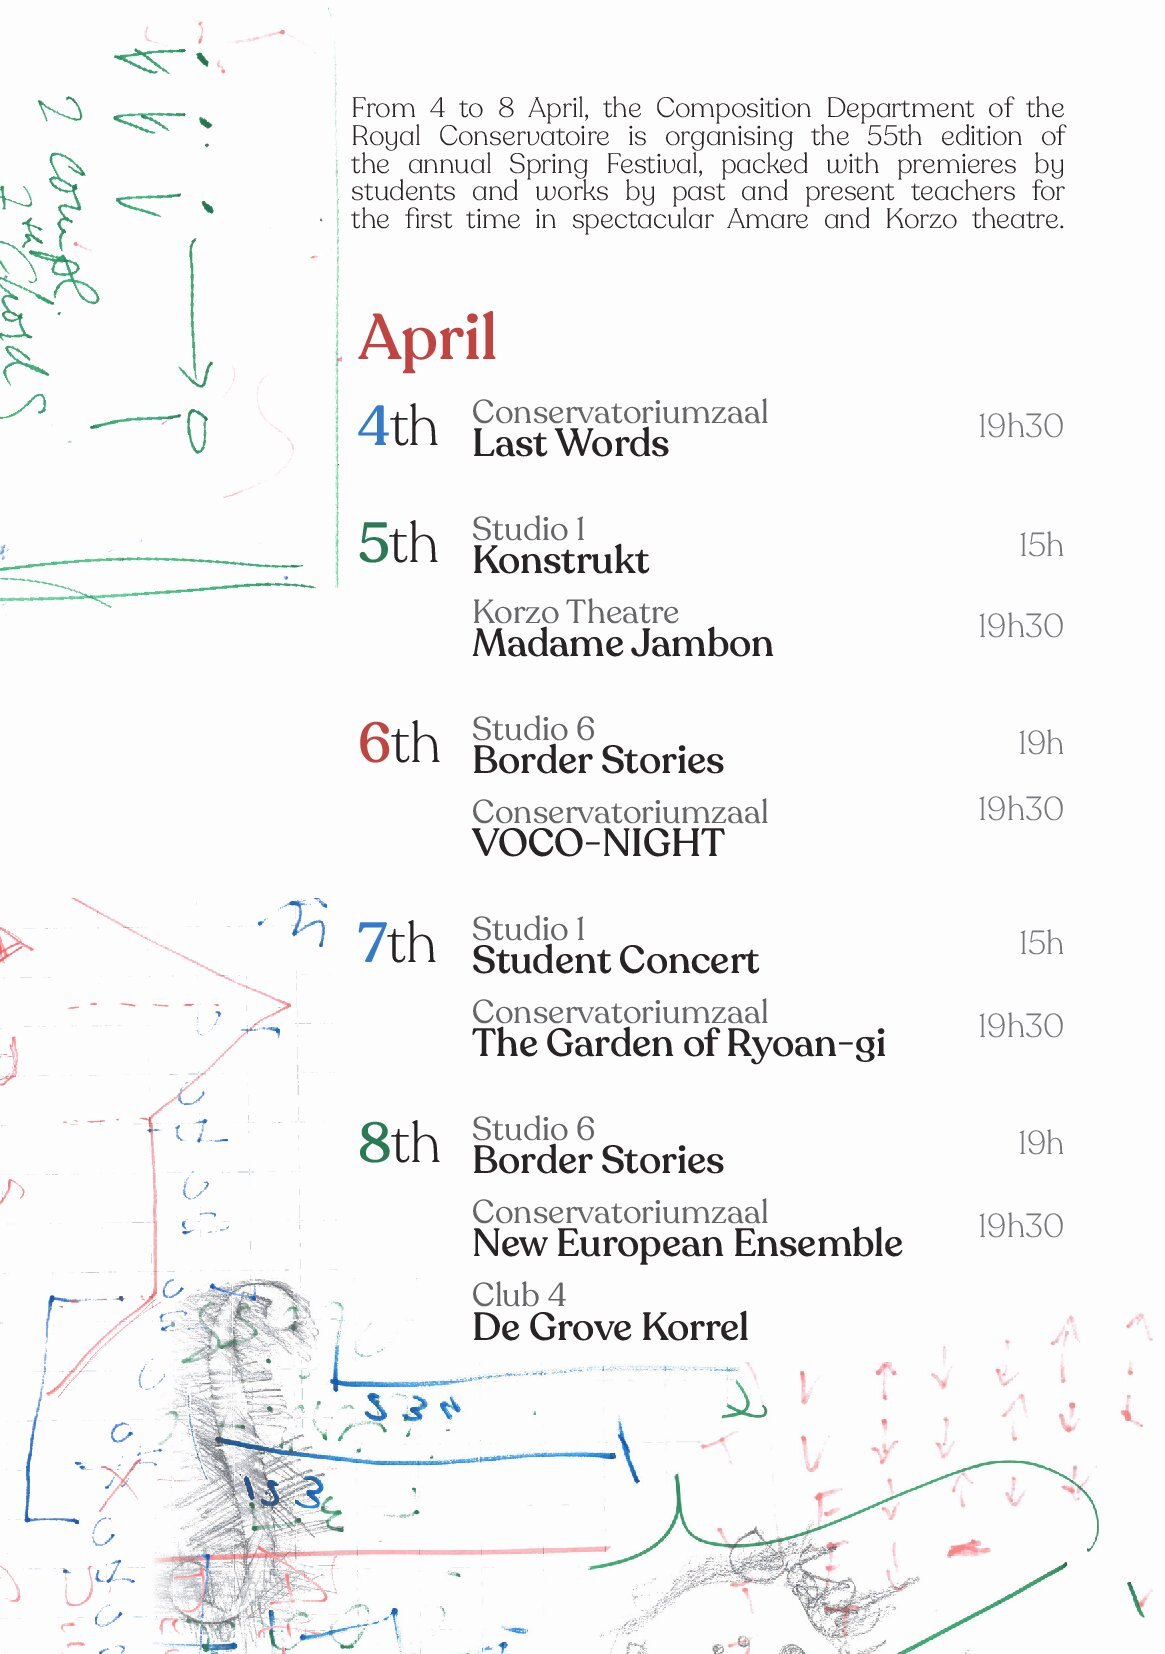 From 4 to 8 April, the Composition Department of the
Royal Conservatoire is organising the 55th edition of
the annual Spring Festival, packed with premieres by
students and works by past and present teachers for
the first time in spectacular Amare and Korzo theatre.
April
4th
Conservatoriumzaal
Last Words
19h30
5th
Studio 1
Konstrukt
15h
Korzo Theatre
Madame Jambon
19h30
6th
Studio 6
Border Stories
19h
Conservatoriumzaal
VOCO-NIGHT
19h30
7th
Studio 1
Student Concert
15h
Conservatoriumzaal
The Garden of Ryoan-gi
19h30
8th
Studio 6
Border Stories
19h
Conservatoriumzaal
New European Ensemble
19h30
Club 4
De Grove Korrel
2 compl.
7th chords